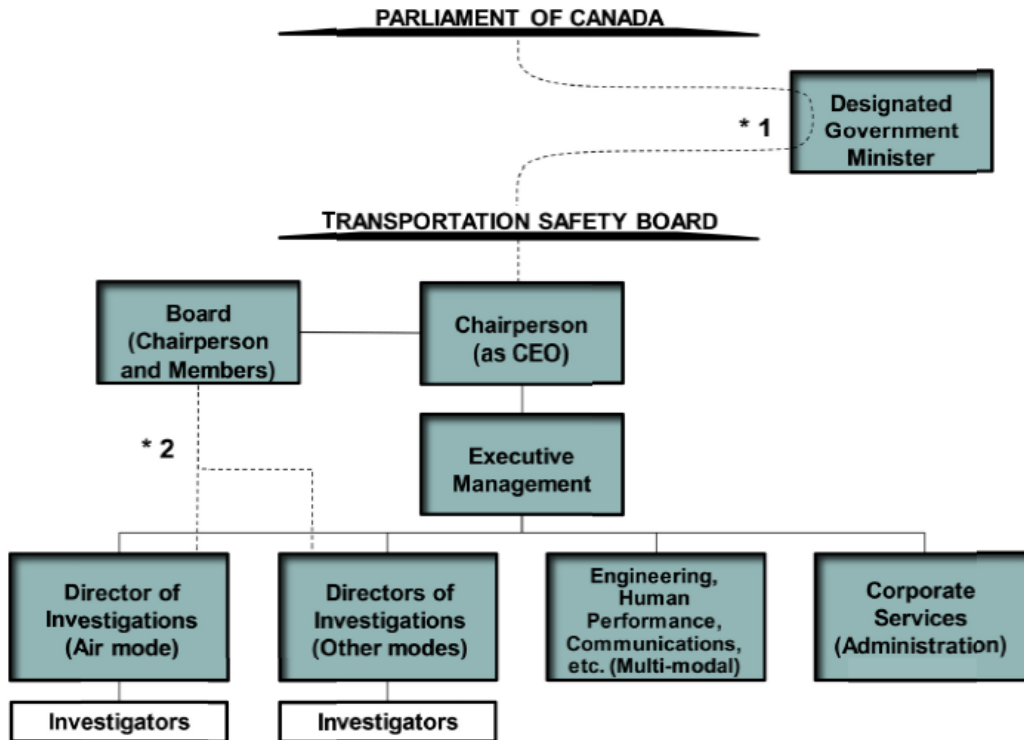 PARLIAMENT OF CANADA
Designated
Government
Minister
* 1
TRANSPORTATION SAFETY BOARD
Board
(Chairperson
and Members)
Chairperson
(as CEO)
* 2
Executive
Management
Director of
Investigations
(Air mode)
Directors of
Investigations
(Other modes)
Engineering,
Human
Performance,
Communications,
etc. (Multi-modal)
Corporate
Services
(Administration)
Investigators
Investigators